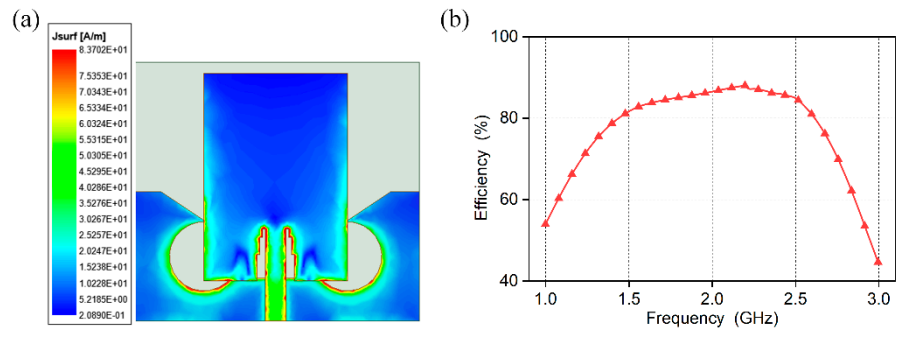 (a)
Jsurf [A/m]
8.3702E+01
7.5353E+01
7.0343E+01
6.5334E+01
6.0324E+01
5.5315E+01
5.0305E+01
4.5295E+01
4.0286E+01
3.5276E+01
3.0267E+01
2.5257E+01
2.0247E+01
1.5238E+01
1.0228E+01
5.2185E+00
2.0890E-01
(b)
100
80
60
40
Efficiency (%)
1.0 1.5 2.0 2.5 3.0
Frequency (GHz)